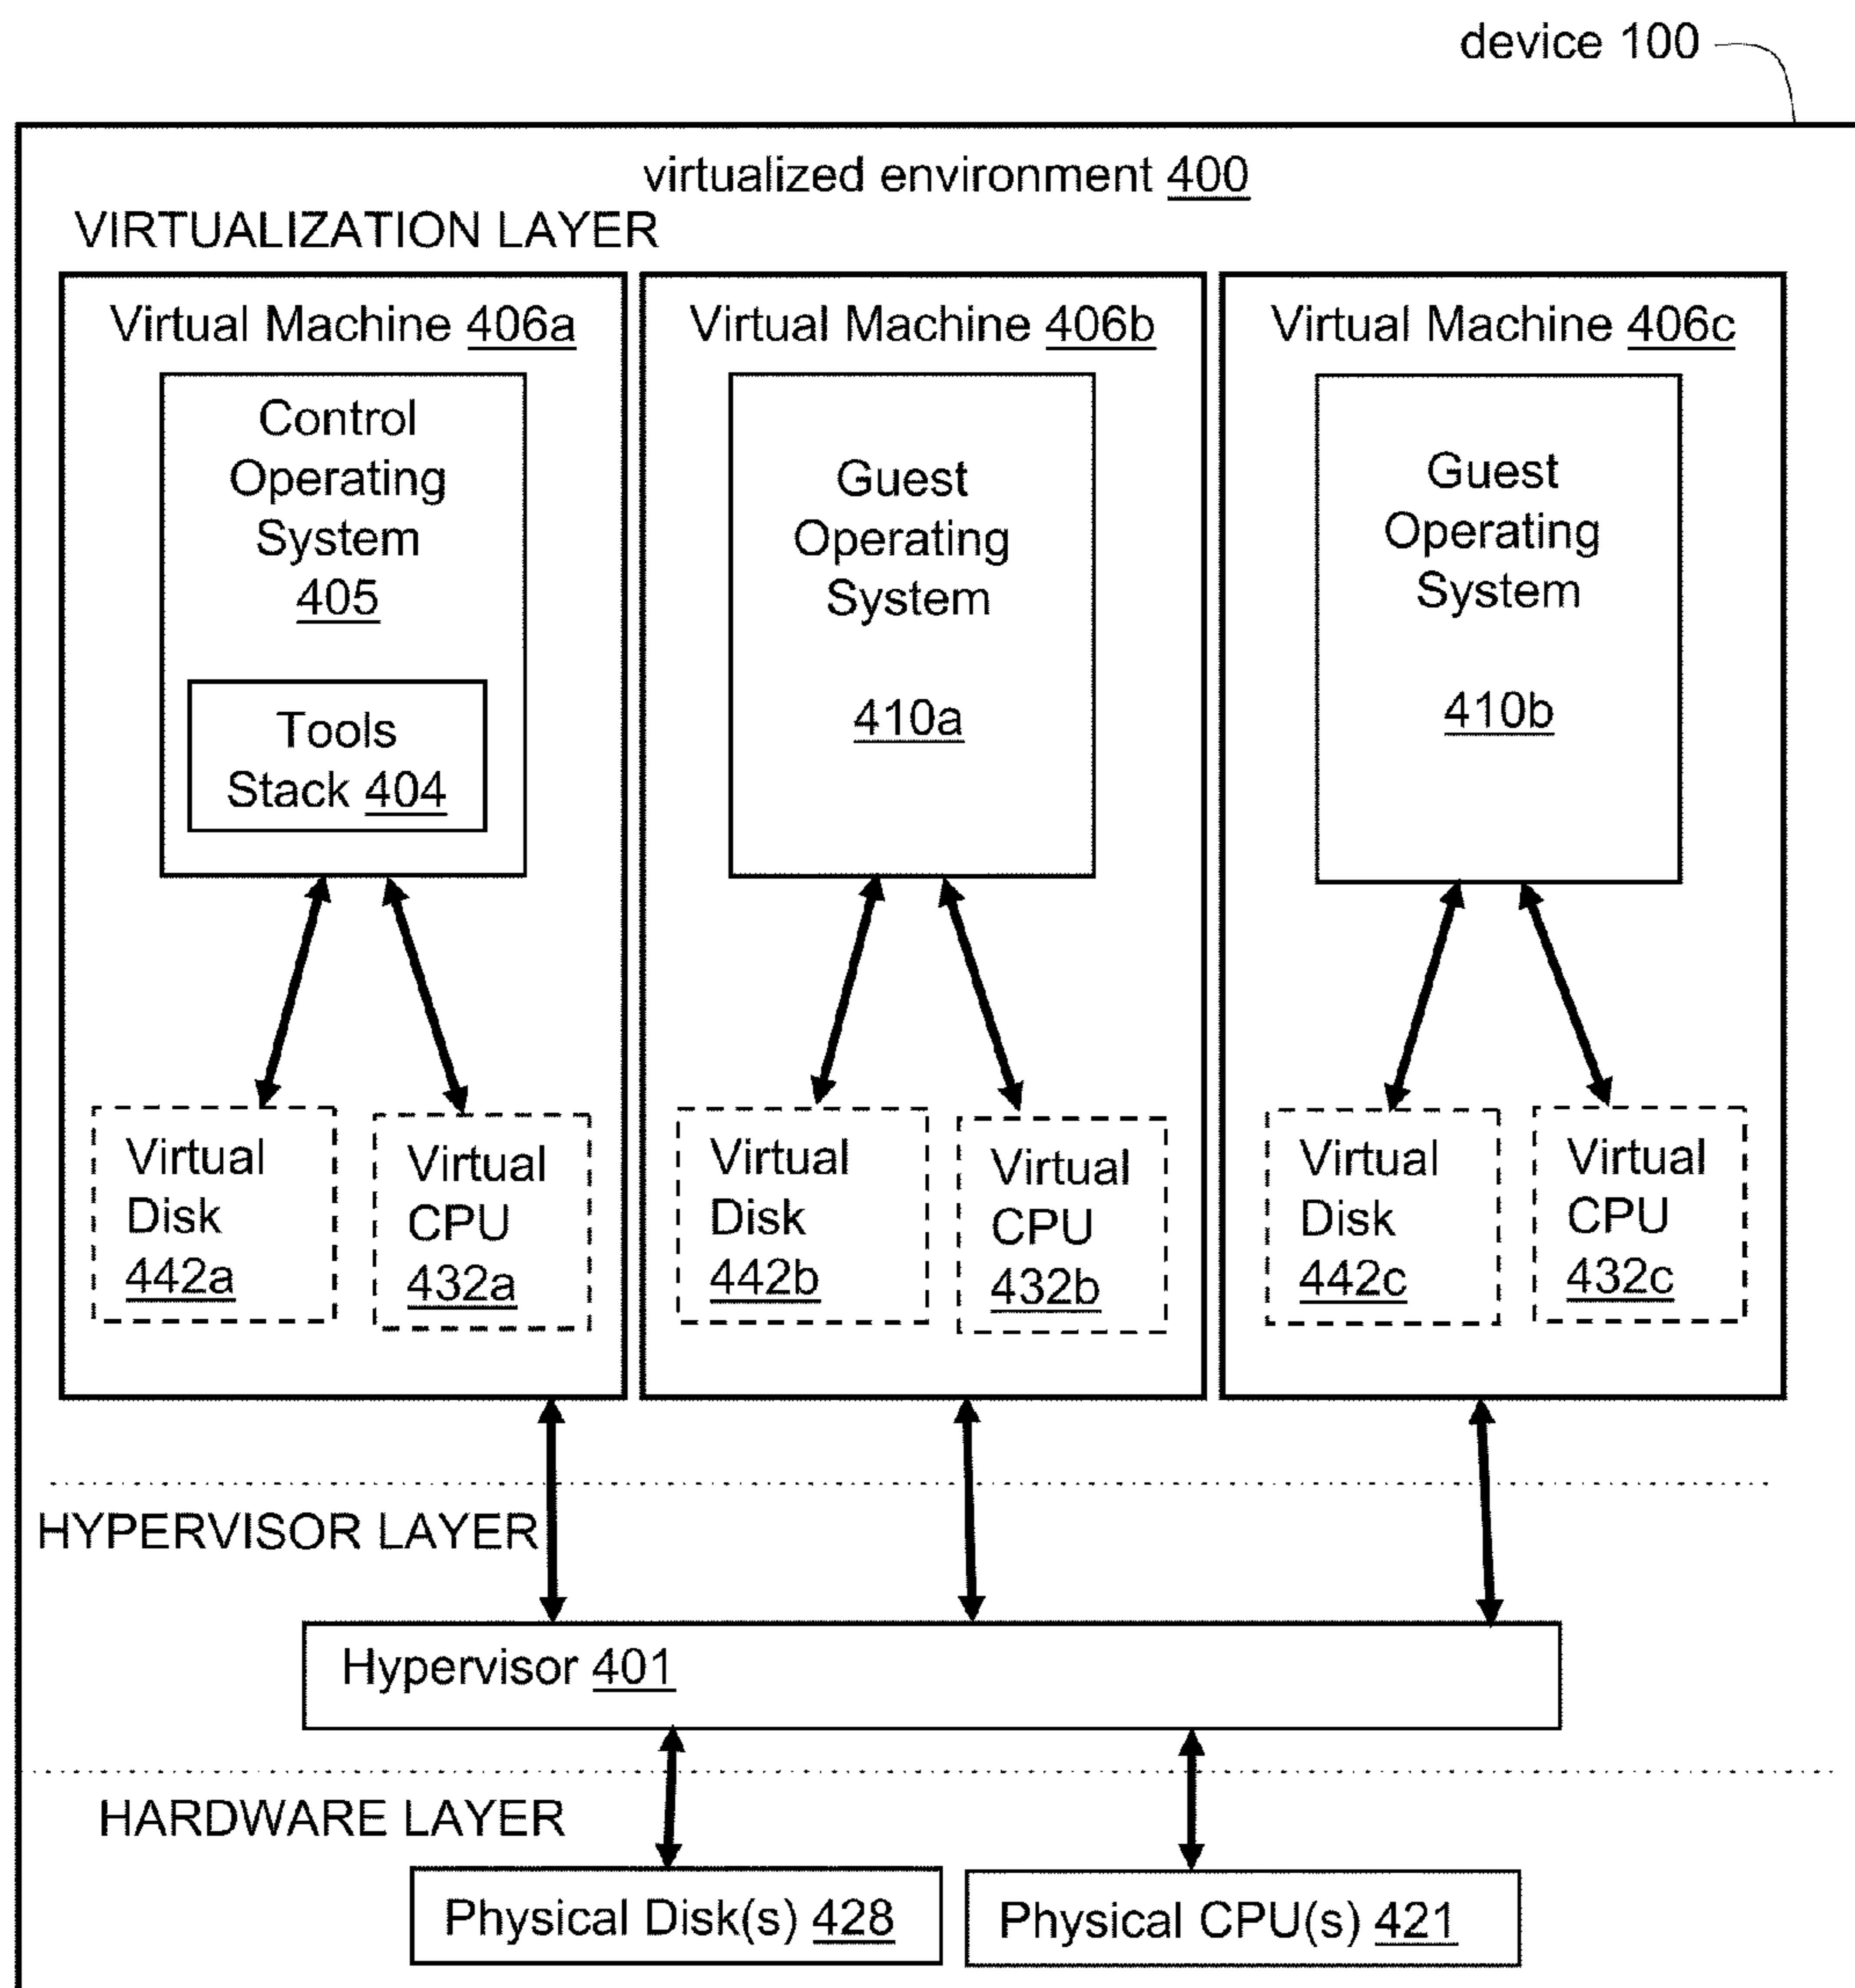 device 100
virtualized environment 400
VIRTUALIZATION LAYER
Virtual Machine 406a
Control
Operating
System
405
Tools
Stack 404
Virtual
Disk
442a
Virtual
CPU
432a
Virtual Machine 406b
Guest
Operating
System
410a
Virtual
Disk
442b
Virtual
CPU
432b
Virtual Machine 406c
Guest
Operating
System
410b
Virtual
Disk
442c
Virtual
CPU
432c
HYPERVISOR LAYER
Hypervisor 401
HARDWARE LAYER
Physical Disk(s) 428
Physical CPU(s) 421